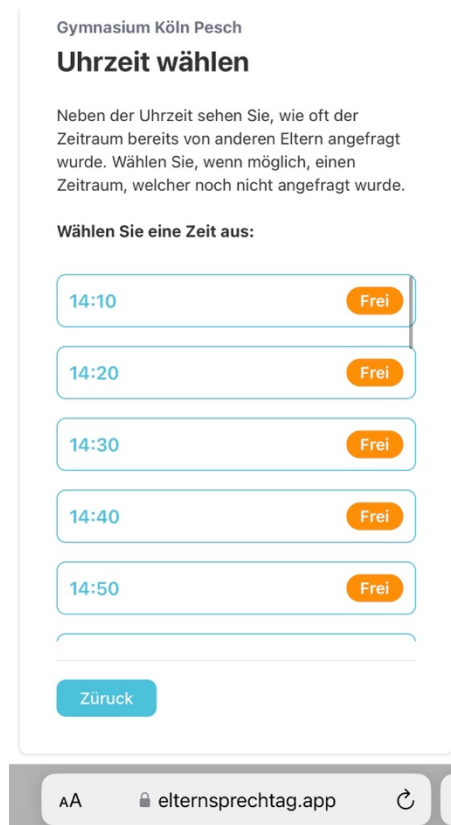 Gymnasium Köln Pesch
Uhrzeit wählen
Neben der Uhrzeit sehen Sie, wie oft der
Zeitraum bereits von anderen Eltern angefragt
wurde. Wählen Sie, wenn möglich, einen
Zeitraum, welcher noch nicht angefragt wurde.
Wählen Sie eine Zeit aus:
14:10 Frei
14:20 Frei
14:30 Frei
14:40 Frei
14:50 Frei
Züruck
AA elternsprechtag.app